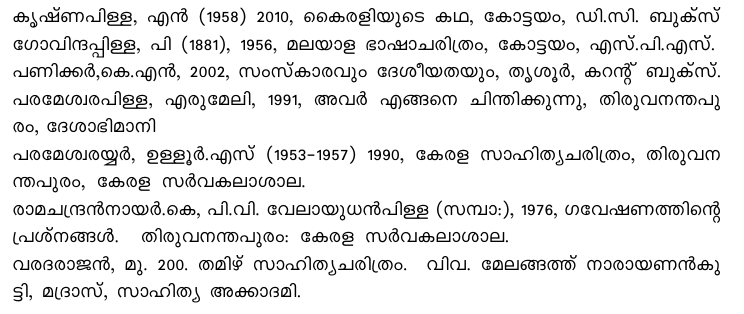 കൃഷ്ണപിള്ള, എൻ (1958) 2010, കൈരളിയുടെ കഥ, കോട്ടയം, ഡി.സി. ബുക്സ്
ഗോവിന്ദപ്പിള്ള, പി (1881), 1956, മലയാള ഭാഷാചരിത്രം, കോട്ടയം, എസ്.പി.എസ്.
പണിക്കർ,കെ.എൻ, 2002, സംസ്കാരവും ദേശീയതയും, തൃശൂർ, കറന്റ് ബുക്സ്.
പരമേശ്വരപിള്ള, എരുമേലി, 1991, അവർ എങ്ങനെ ചിന്തിക്കുന്നു, തിരുവനന്തപു
രം, ദേശാഭിമാനി
പരമേശ്വരയ്യർ, ഉള്ളൂർ.എസ് (1953-1957) 1990, കേരള സാഹിത്യചരിത്രം, തിരുവന
ന്തപുരം, കേരള സർവകലാശാല.
രാമചന്ദ്രൻനായർ.കെ, പി.വി. വേലായുധൻപിള്ള (സമ്പാ:), 1976, ഗവേഷണത്തിന്റെ
പ്രശ്നങ്ങൾ. തിരുവനന്തപുരം: കേരള സർവകലാശാല.
വരദരാജൻ, മു. 200. തമിഴ് സാഹിത്യചരിത്രം. വിവ. മേലങ്ങത്ത് നാരായണൻകു
ട്ടി, മദ്രാസ്, സാഹിത്യ അക്കാദമി.